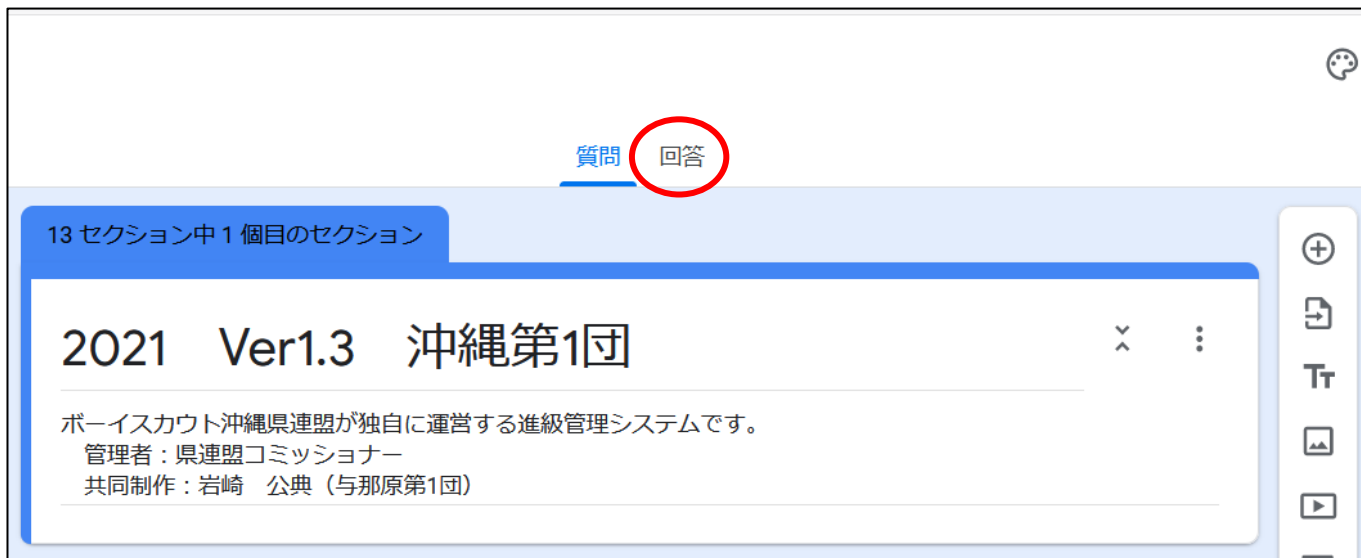 質問 回答
13 セクション中 1 個目のセクション
2021　Ver1.3　沖縄第1団
ボーイスカウト沖縄県連盟が独自に運営する進級管理システムです。
管理者：県連盟コミッショナー
共同制作：岩崎　公典（与那原第1団）
Tт